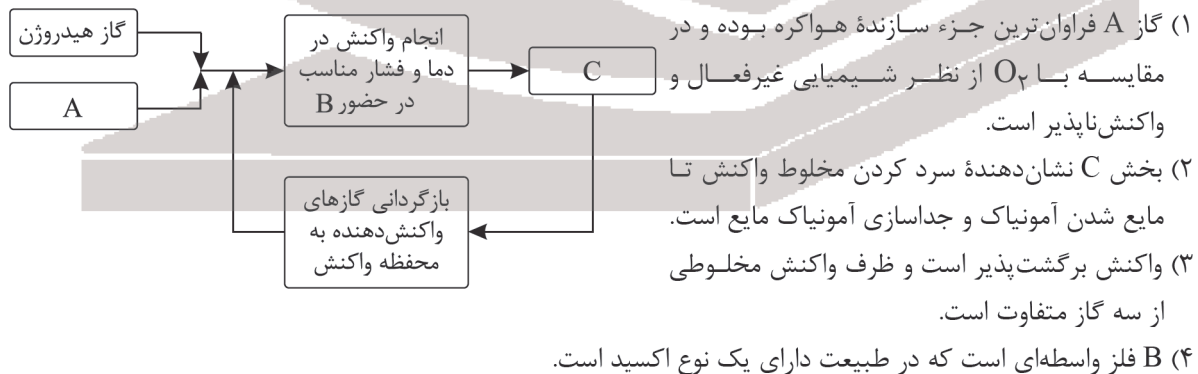 ۱) گاز A فراوان‌ترین جزء سازندهٔ هواکره بوده و در
مقایسه با O₂ از نظر شیمیایی غیرفعال و
واکنش‌ناپذیر است.
۲) بخش C نشان‌دهندهٔ سرد کردن مخلوط واکنش تا
مایع شدن آمونیاک و جداسازی آمونیاک مایع است.
۳) واکنش برگشت‌پذیر است و ظرف واکنش مخلوطی
از سه گاز متفاوت است.
۴) B فلز واسطه‌ای است که در طبیعت دارای یک نوع اکسید است.
گاز هیدروژن
A
انجام واکنش در
دما و فشار مناسب
در حضور B
C
بازگردانی گازهای
واکنش‌دهنده به
محفظه واکنش